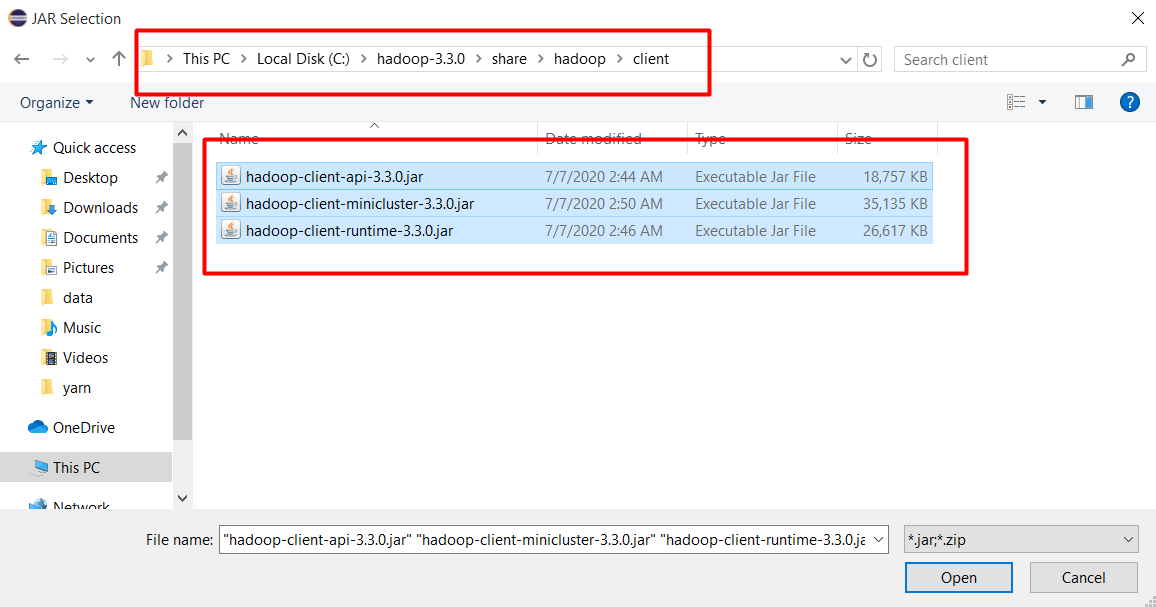 JAR Selection
This PC > Local Disk (C:) > hadoop-3.3.0 > share > hadoop > client
Search client
Organize
New folder
?
Name Date modified Type Size
hadoop-client-api-3.3.0.jar 7/7/2020 2:44 AM Executable Jar File 18,757 KB
hadoop-client-minicluster-3.3.0.jar 7/7/2020 2:50 AM Executable Jar File 35,135 KB
hadoop-client-runtime-3.3.0.jar 7/7/2020 2:46 AM Executable Jar File 26,617 KB
Quick access
Desktop
Downloads
Documents
Pictures
data
Music
Videos
yarn
OneDrive
This PC
Network
File name: "hadoop-client-api-3.3.0.jar" "hadoop-client-minicluster-3.3.0.jar" "hadoop-client-runtime-3.3.0.ja
*.jar;*.zip
Open
Cancel